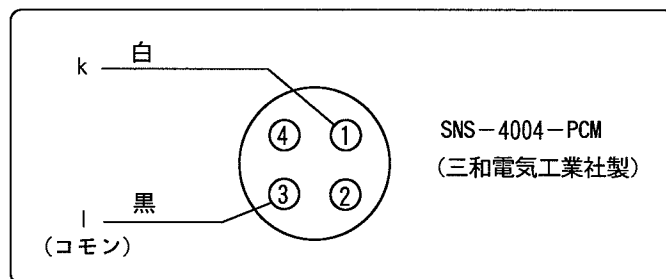 k 白
④ ① SNS-4004-PCM
(三和電気工業社製)
③ ②
l 黒
(コモン)